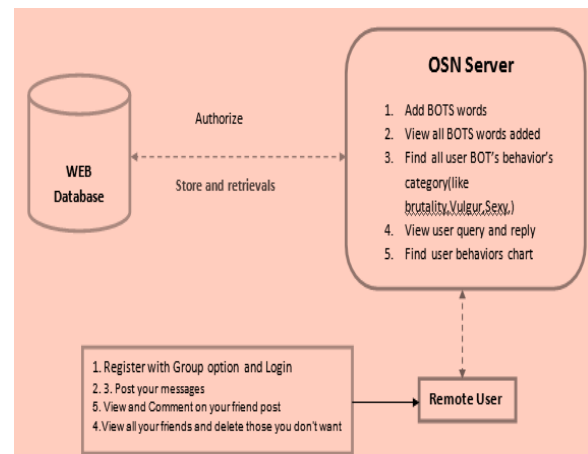 OSN Server
1. Add BOTS words
2. View all BOTS words added
3. Find all user BOT's behavior's
category(like
brutality,Vulgur,Sexy,)
4. View user query and reply
5. Find user behaviors chart
Authorize
WEB
Database
Store and retrievals
1. Register with Group option and Login
2. 3. Post your messages
5. View and Comment on your friend post
4.View all your friends and delete those you don't want
Remote User